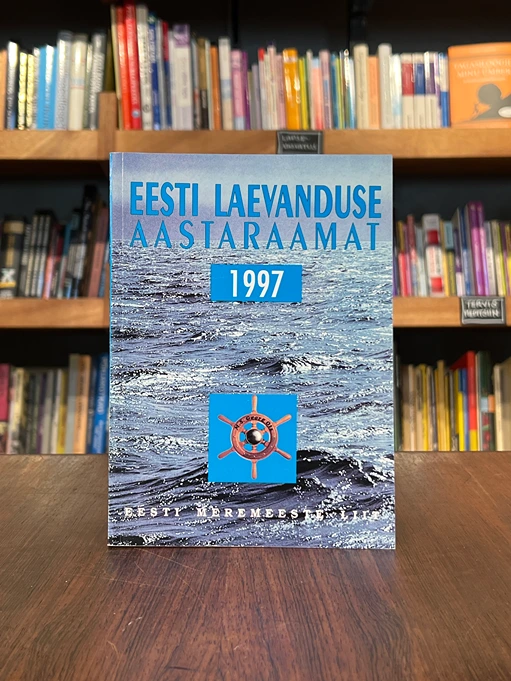 EESTI LAEVANDUSE
AASTARAAMAT
1997
EESTI MEREMEESTE LIIT